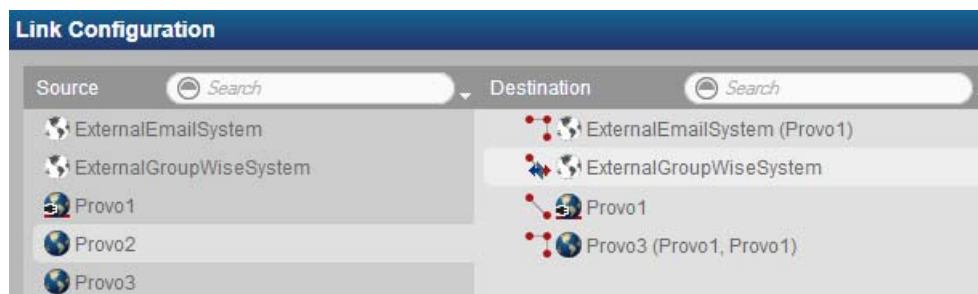 Link Configuration
Source Search Destination Search
ExternalEmailSystem ExternalEmailSystem (Provo1)
ExternalGroupWiseSystem ExternalGroupWiseSystem
Provo1 Provo1
Provo2 Provo3 (Provo1, Provo1)
Provo3